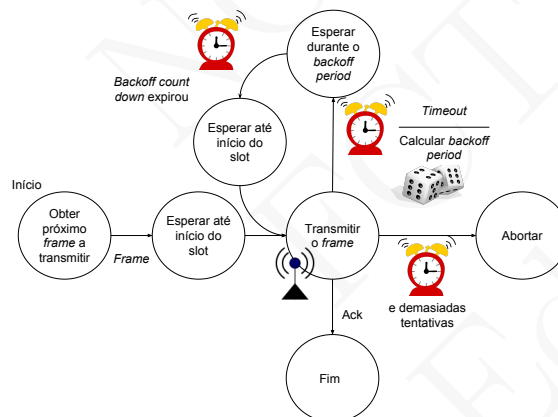 Esperar
durante o
backoff
period
Backoff count
down expirou
Timeout
Calcular backoff
period
Esperar até
início do
slot
Início
Obter
próximo
frame a
transmitir
Frame
Esperar até
início do
slot
Transmitir
o frame
Abortar
e demasiadas
tentativas
Ack
Fim